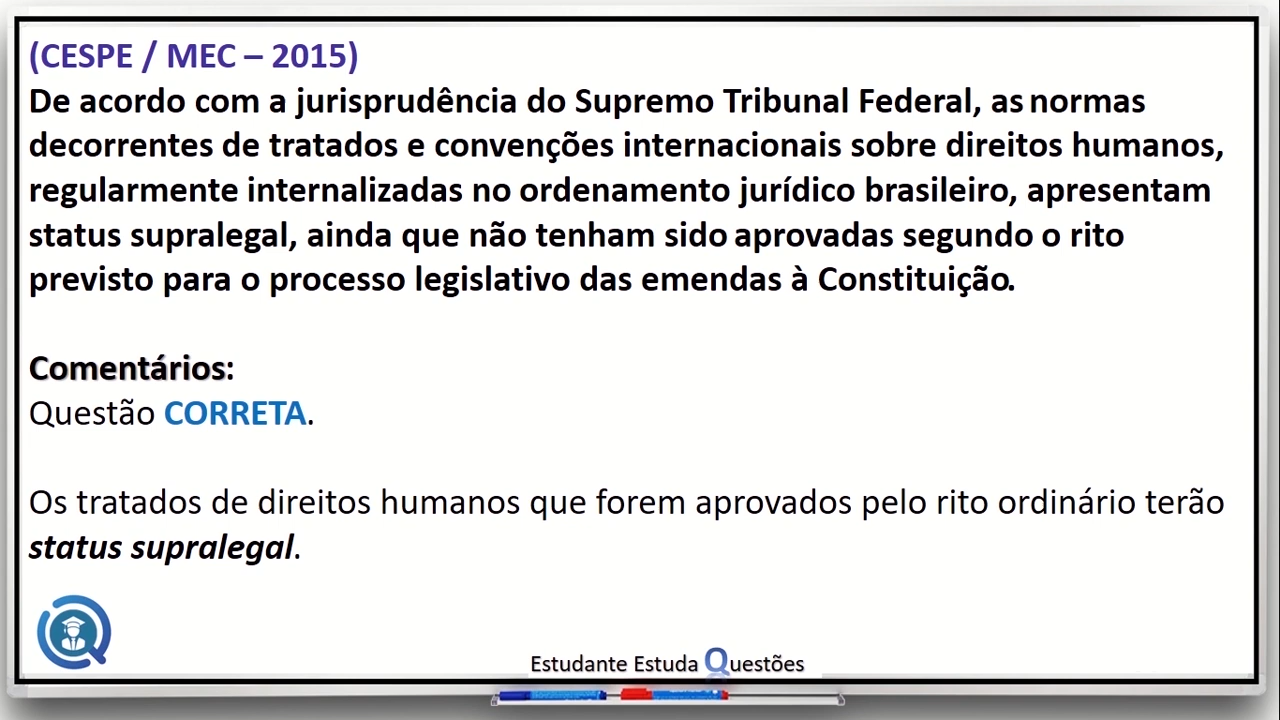 (CESPE / MEC – 2015)
De acordo com a jurisprudência do Supremo Tribunal Federal, as normas
decorrentes de tratados e convenções internacionais sobre direitos humanos,
regularmente internalizadas no ordenamento jurídico brasileiro, apresentam
status supralegal, ainda que não tenham sido aprovadas segundo o rito
previsto para o processo legislativo das emendas à Constituição.
Comentários:
Questão CORRETA.
Os tratados de direitos humanos que forem aprovados pelo rito ordinário terão
status supralegal.
Estudante Estuda Questões